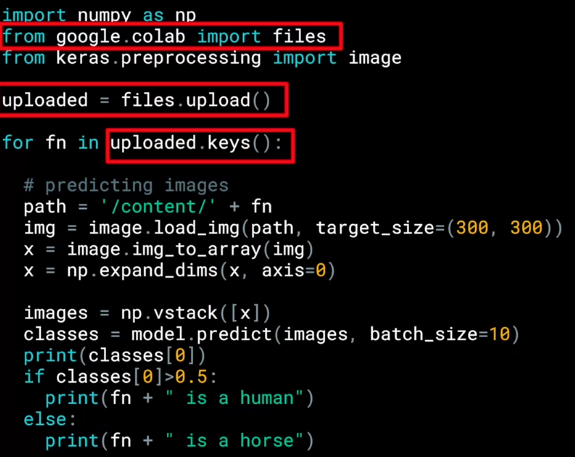 import numpy as np
from google.colab import files
from keras.preprocessing import image
uploaded = files.upload()
for fn in uploaded.keys():
# predicting images
path = '/content/' + fn
img = image.load_img(path, target_size=(300, 300))
x = image.img_to_array(img)
x = np.expand_dims(x, axis=0)
images = np.vstack([x])
classes = model.predict(images, batch_size=10)
print(classes[0])
if classes[0]>0.5:
print(fn + " is a human")
else:
print(fn + " is a horse")